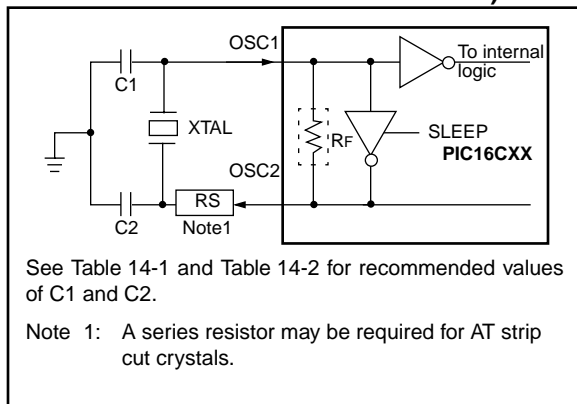 OSC1
To internal
logic
C1
XTAL
RF
SLEEP
PIC16CXX
OSC2
RS
C2
Note1
See Table 14-1 and Table 14-2 for recommended values
of C1 and C2.
Note 1: A series resistor may be required for AT strip
cut crystals.